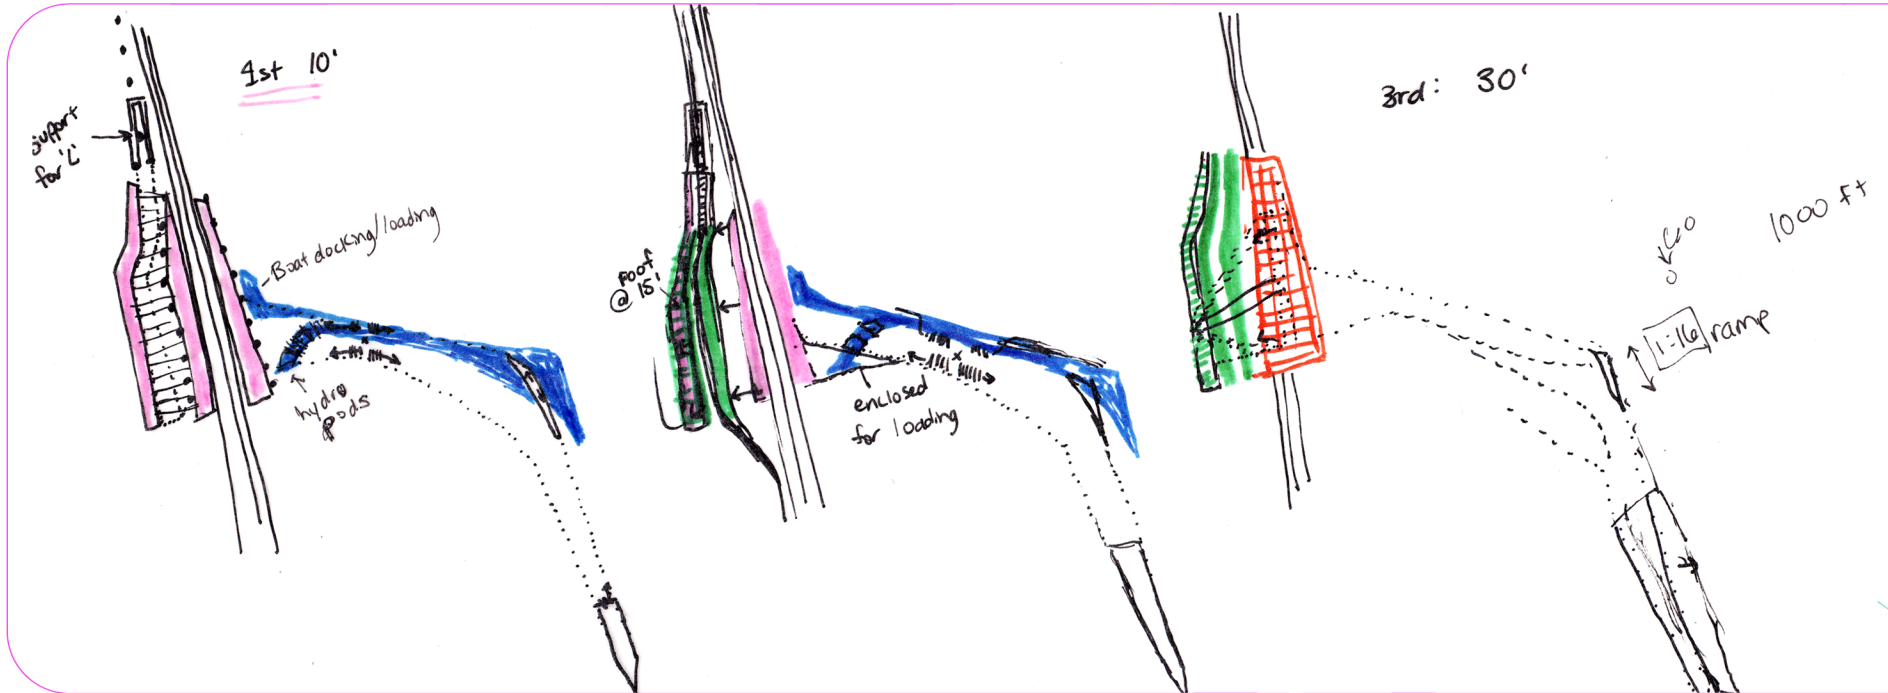 1st 10'
support
for 'L'
Boat docking/loading
hydro
pods
roof
@ 15'
enclosed
for loading
3rd: 30'
1000 ft
1-16 ramp